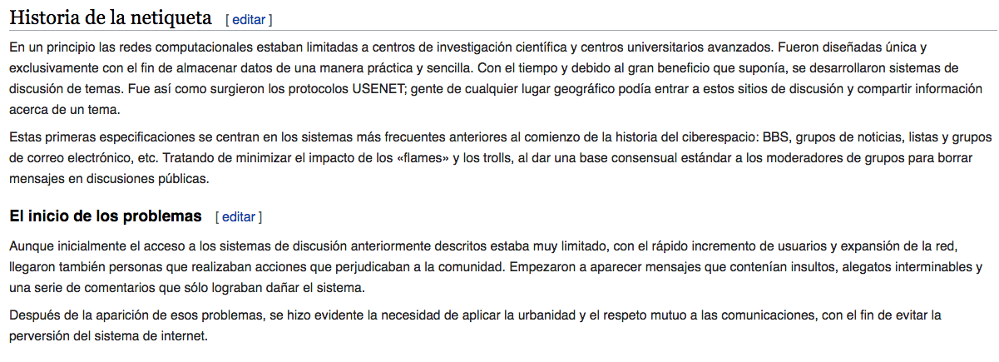 Historia de la netiqueta [ editar ]
En un principio las redes computacionales estaban limitadas a centros de investigación científica y centros universitarios avanzados. Fueron diseñadas única y
exclusivamente con el fin de almacenar datos de una manera práctica y sencilla. Con el tiempo y debido al gran beneficio que suponía, se desarrollaron sistemas de
discusión de temas. Fue así como surgieron los protocolos USENET; gente de cualquier lugar geográfico podía entrar a estos sitios de discusión y compartir información
acerca de un tema.
Estas primeras especificaciones se centran en los sistemas más frecuentes anteriores al comienzo de la historia del ciberespacio: BBS, grupos de noticias, listas y grupos
de correo electrónico, etc. Tratando de minimizar el impacto de los «flames» y los trolls, al dar una base consensual estándar a los moderadores de grupos para borrar
mensajes en discusiones públicas.
El inicio de los problemas [ editar ]
Aunque inicialmente el acceso a los sistemas de discusión anteriormente descritos estaba muy limitado, con el rápido incremento de usuarios y expansión de la red,
llegaron también personas que realizaban acciones que perjudicaban a la comunidad. Empezaron a aparecer mensajes que contenían insultos, alegatos interminables y
una serie de comentarios que sólo lograban dañar el sistema.
Después de la aparición de esos problemas, se hizo evidente la necesidad de aplicar la urbanidad y el respeto mutuo a las comunicaciones, con el fin de evitar la
perversión del sistema de internet.